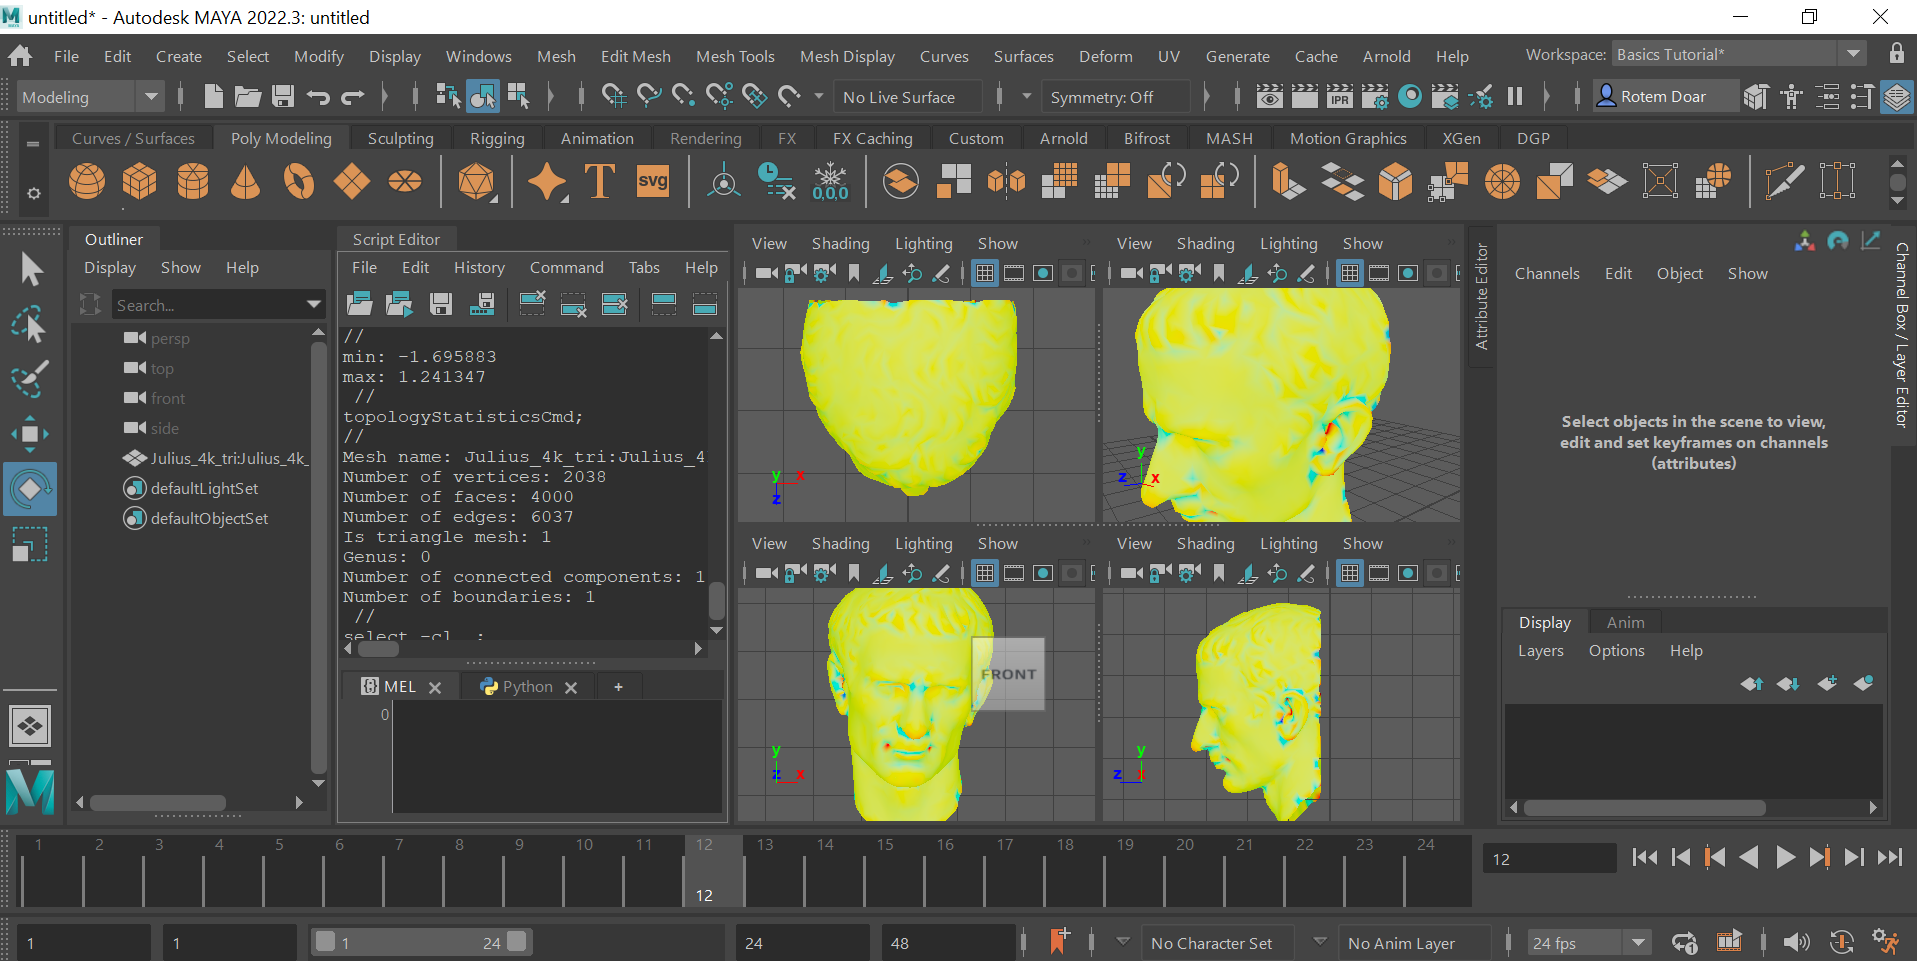 untitled* - Autodesk MAYA 2022.3: untitled
File Edit Create Select Modify Display Windows Mesh Edit Mesh Mesh Tools Mesh Display Curves Surfaces Deform UV Generate Cache Arnold Help Workspace: Basics Tutorial*
Modeling No Live Surface Symmetry: Off IPR Rotem Doar
Curves / Surfaces Poly Modeling Sculpting Rigging Animation Rendering FX FX Caching Custom Arnold Bifrost MASH Motion Graphics XGen DGP
T svg 0,0,0
Outliner
Display Show Help
Search...
persp
top
front
side
Julius_4k_tri:Julius_4k_
defaultLightSet
defaultObjectSet
Script Editor
File Edit History Command Tabs Help
//
min: -1.695883
max: 1.241347
//
topologyStatisticsCmd;
//
Mesh name: Julius_4k_tri:Julius_4
Number of vertices: 2038
Number of faces: 4000
Number of edges: 6037
Is triangle mesh: 1
Genus: 0
Number of connected components: 1
Number of boundaries: 1
//
select -cl ;
MEL Python +
0
View Shading Lighting Show
y x
z
View Shading Lighting Show
y
z x
View Shading Lighting Show
FRONT
y
z x
View Shading Lighting Show
y
z x
Attribute Editor
Channels Edit Object Show
Channel Box / Layer Editor
Select objects in the scene to view,
edit and set keyframes on channels
(attributes)
Display Anim
Layers Options Help
1 2 3 4 5 6 7 8 9 10 11 12 13 14 15 16 17 18 19 20 21 22 23 24
12
12
1 1 1 24 24 48 No Character Set No Anim Layer 24 fps